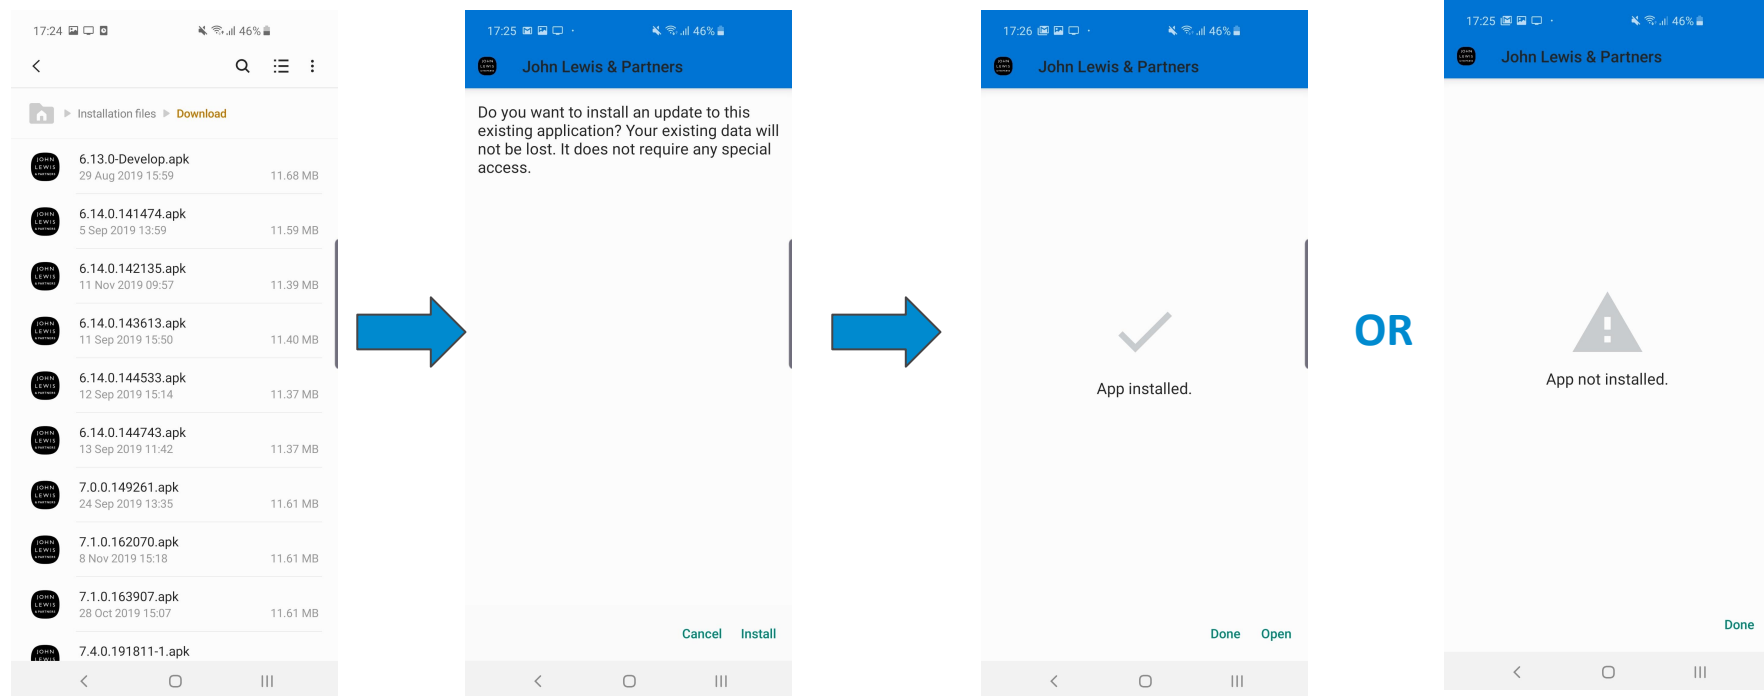 17:24
46%
Installation files
Download
6.13.0-Develop.apk
29 Aug 2019 15:59
11.68 MB
6.14.0.141474.apk
5 Sep 2019 13:59
11.59 MB
6.14.0.142135.apk
11 Nov 2019 09:57
11.39 MB
6.14.0.143613.apk
11 Sep 2019 15:50
11.40 MB
6.14.0.144533.apk
12 Sep 2019 15:14
11.37 MB
6.14.0.144743.apk
13 Sep 2019 11:42
11.37 MB
7.0.0.149261.apk
24 Sep 2019 13:35
11.61 MB
7.1.0.162070.apk
8 Nov 2019 15:18
11.61 MB
7.1.0.163907.apk
28 Oct 2019 15:07
11.61 MB
7.4.0.191811-1.apk
17:25
46%
John Lewis & Partners
Do you want to install an update to this
existing application? Your existing data will
not be lost. It does not require any special
access.
Cancel
Install
17:26
46%
John Lewis & Partners
App installed.
Done
Open
OR
17:25
46%
John Lewis & Partners
App not installed.
Done